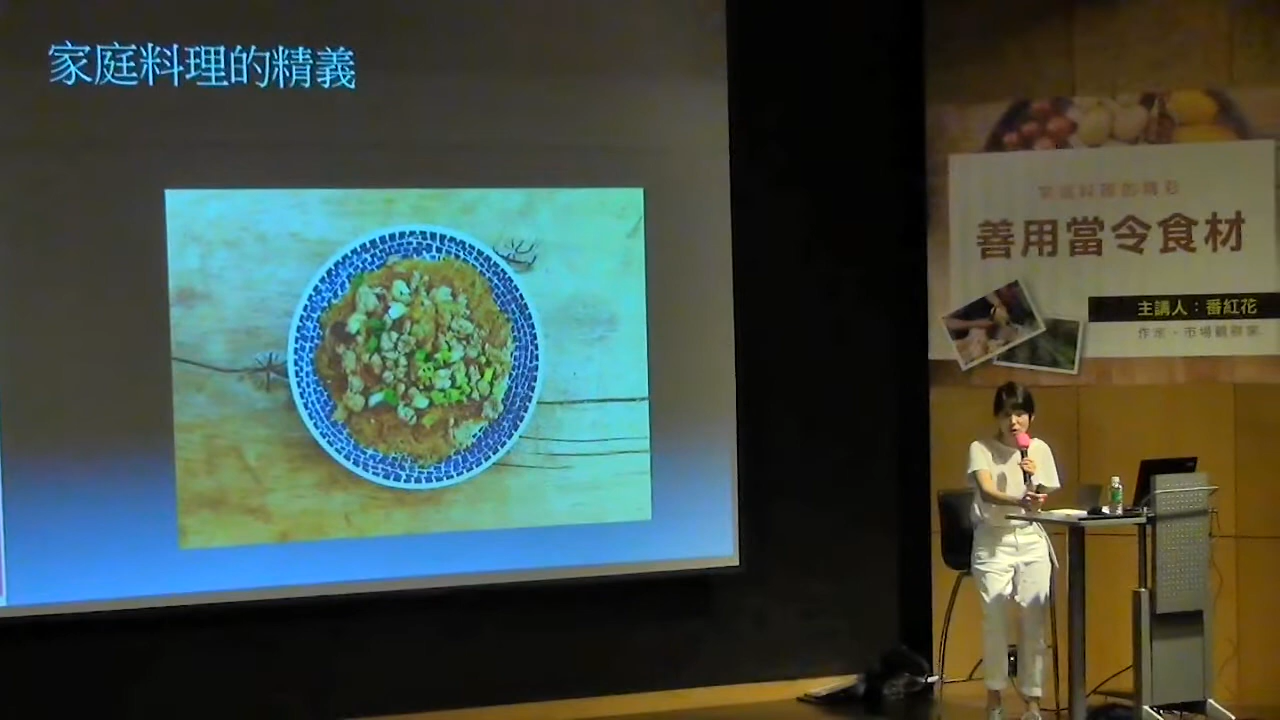 家庭料理的精義
善用當令食材
主講人：番紅花
作家・市場觀察家